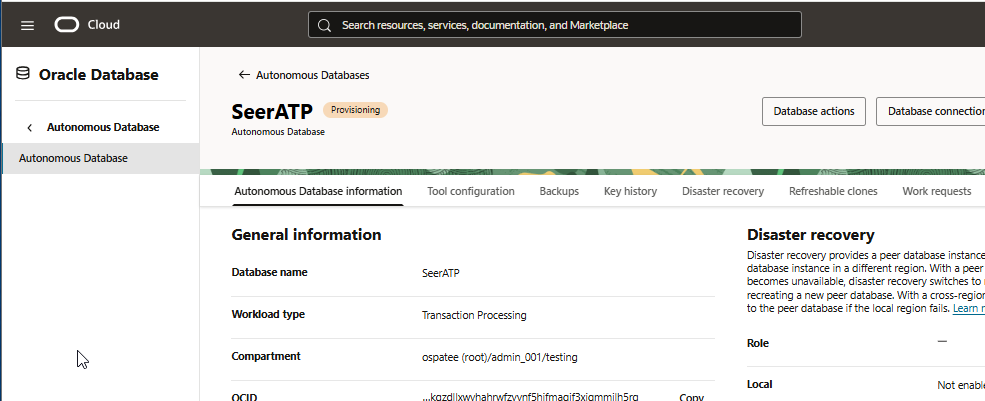 Cloud
Search resources, services, documentation, and Marketplace
Oracle Database
Autonomous Database
Autonomous Database
Autonomous Databases
SeerATP Provisioning
Autonomous Database
Database actions
Database connection
Autonomous Database information Tool configuration Backups Key history Disaster recovery Refreshable clones Work requests
General information
Database name SeerATP
Workload type Transaction Processing
Compartment ospatee (root)/admin_001/testing
OCID Copy
Disaster recovery
Disaster recovery provides a peer database instance
database instance in a different region. With a peer
becomes unavailable, disaster recovery switches to
recreating a new peer database. With a cross-region
to the peer database if the local region fails. Learn
Role —
Local Not enable